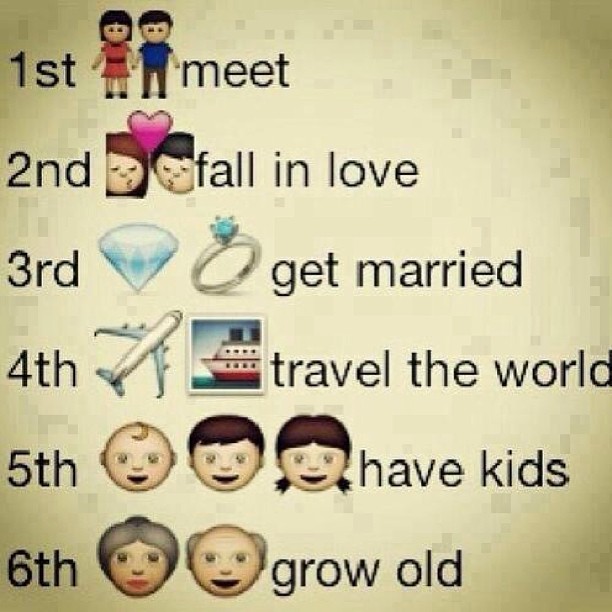 1st meet
2nd fall in love
3rd get married
4th travel the world
5th have kids
6th grow old